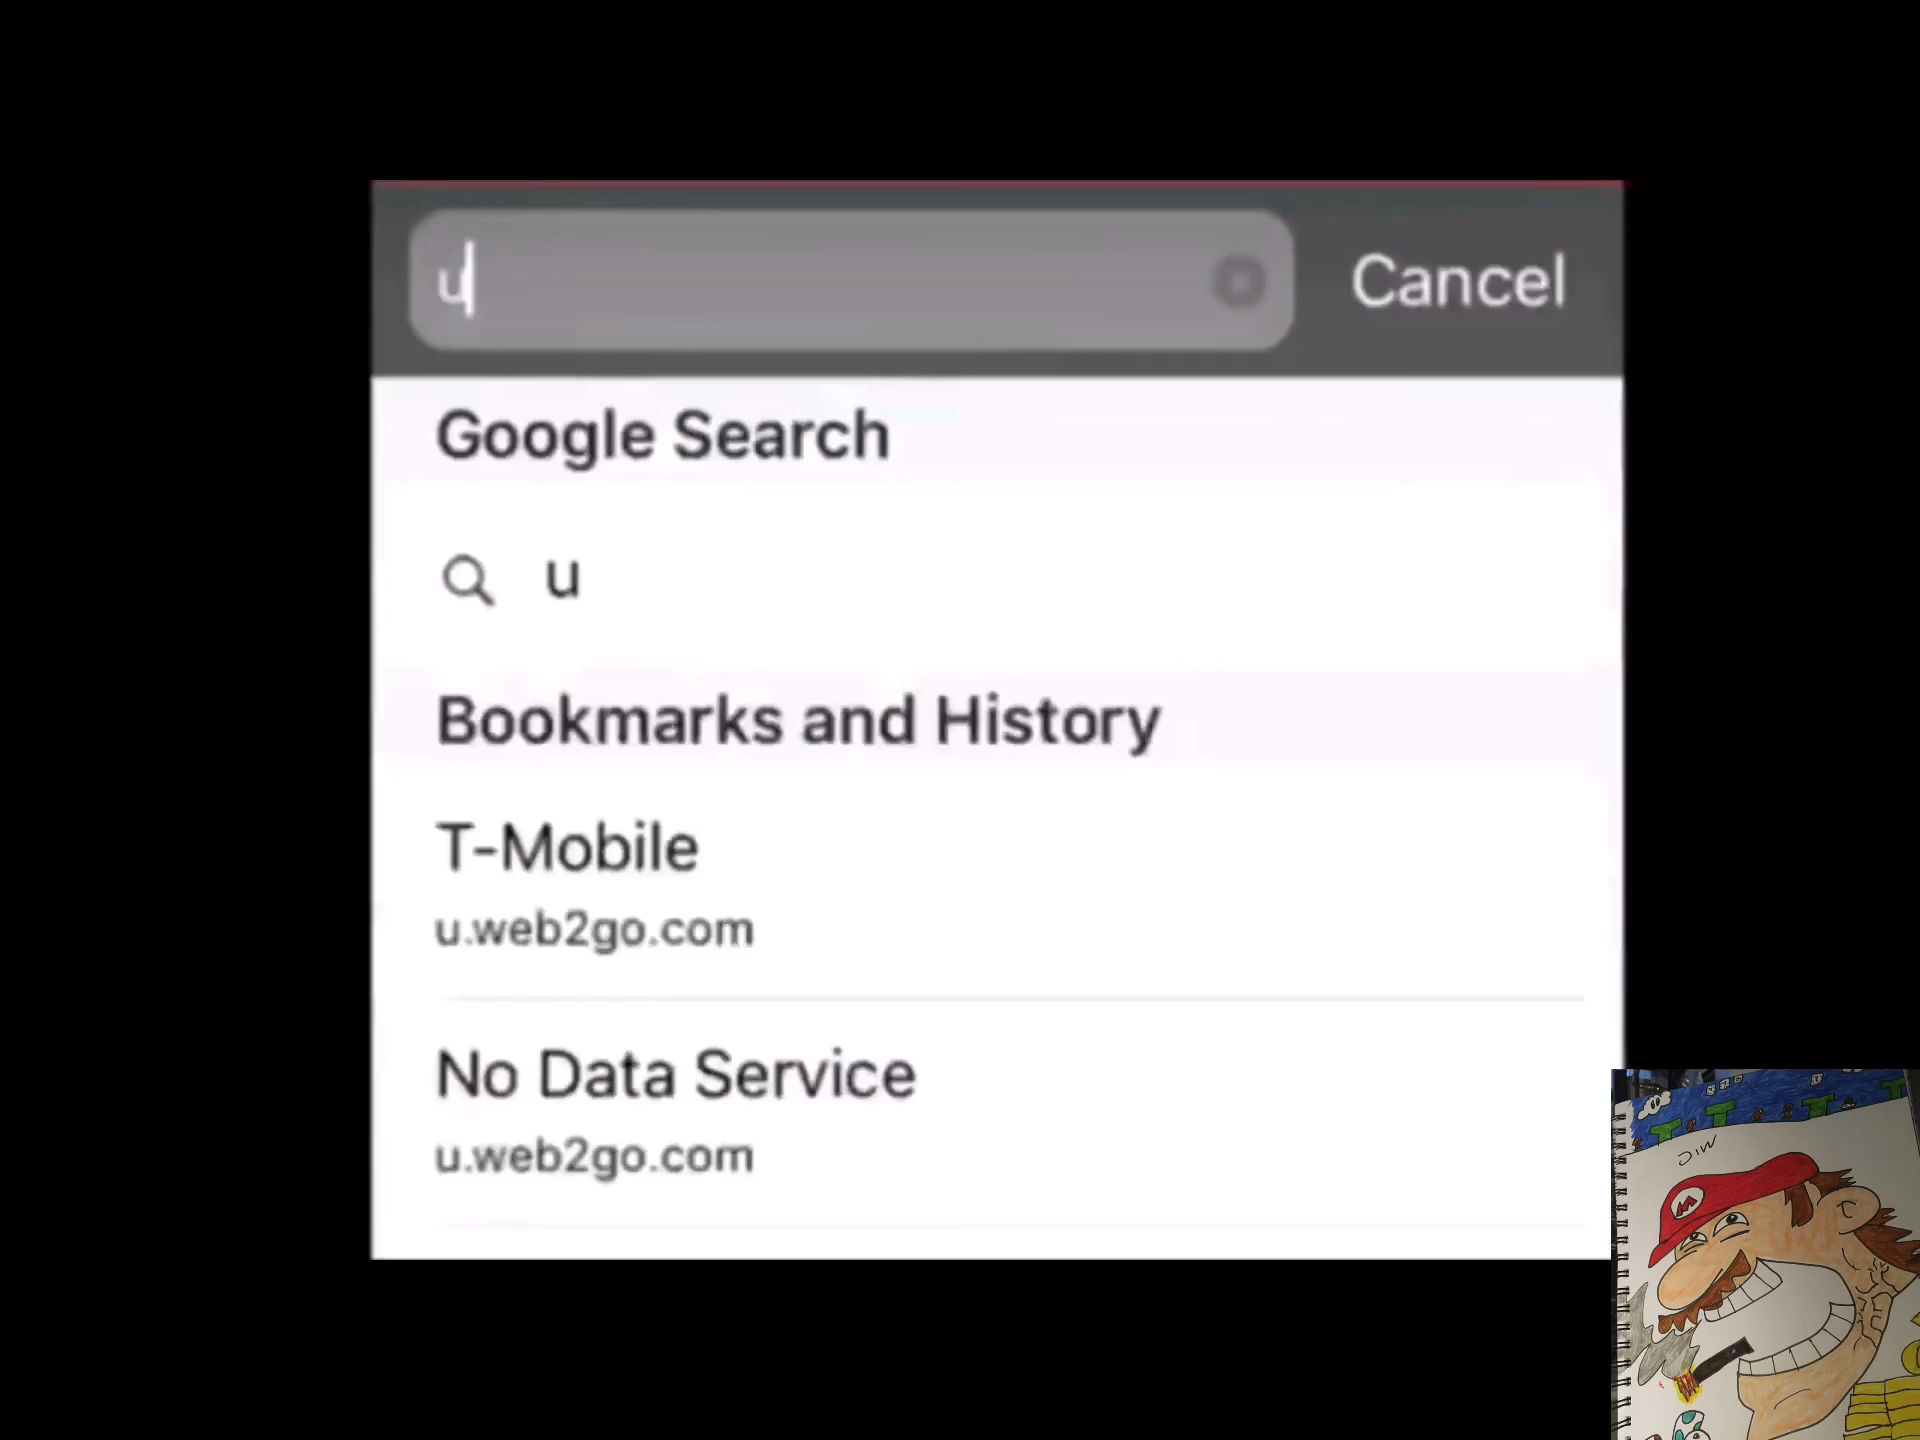 u
Cancel
Google Search
u
Bookmarks and History
T-Mobile
u.web2go.com
No Data Service
u.web2go.com
M